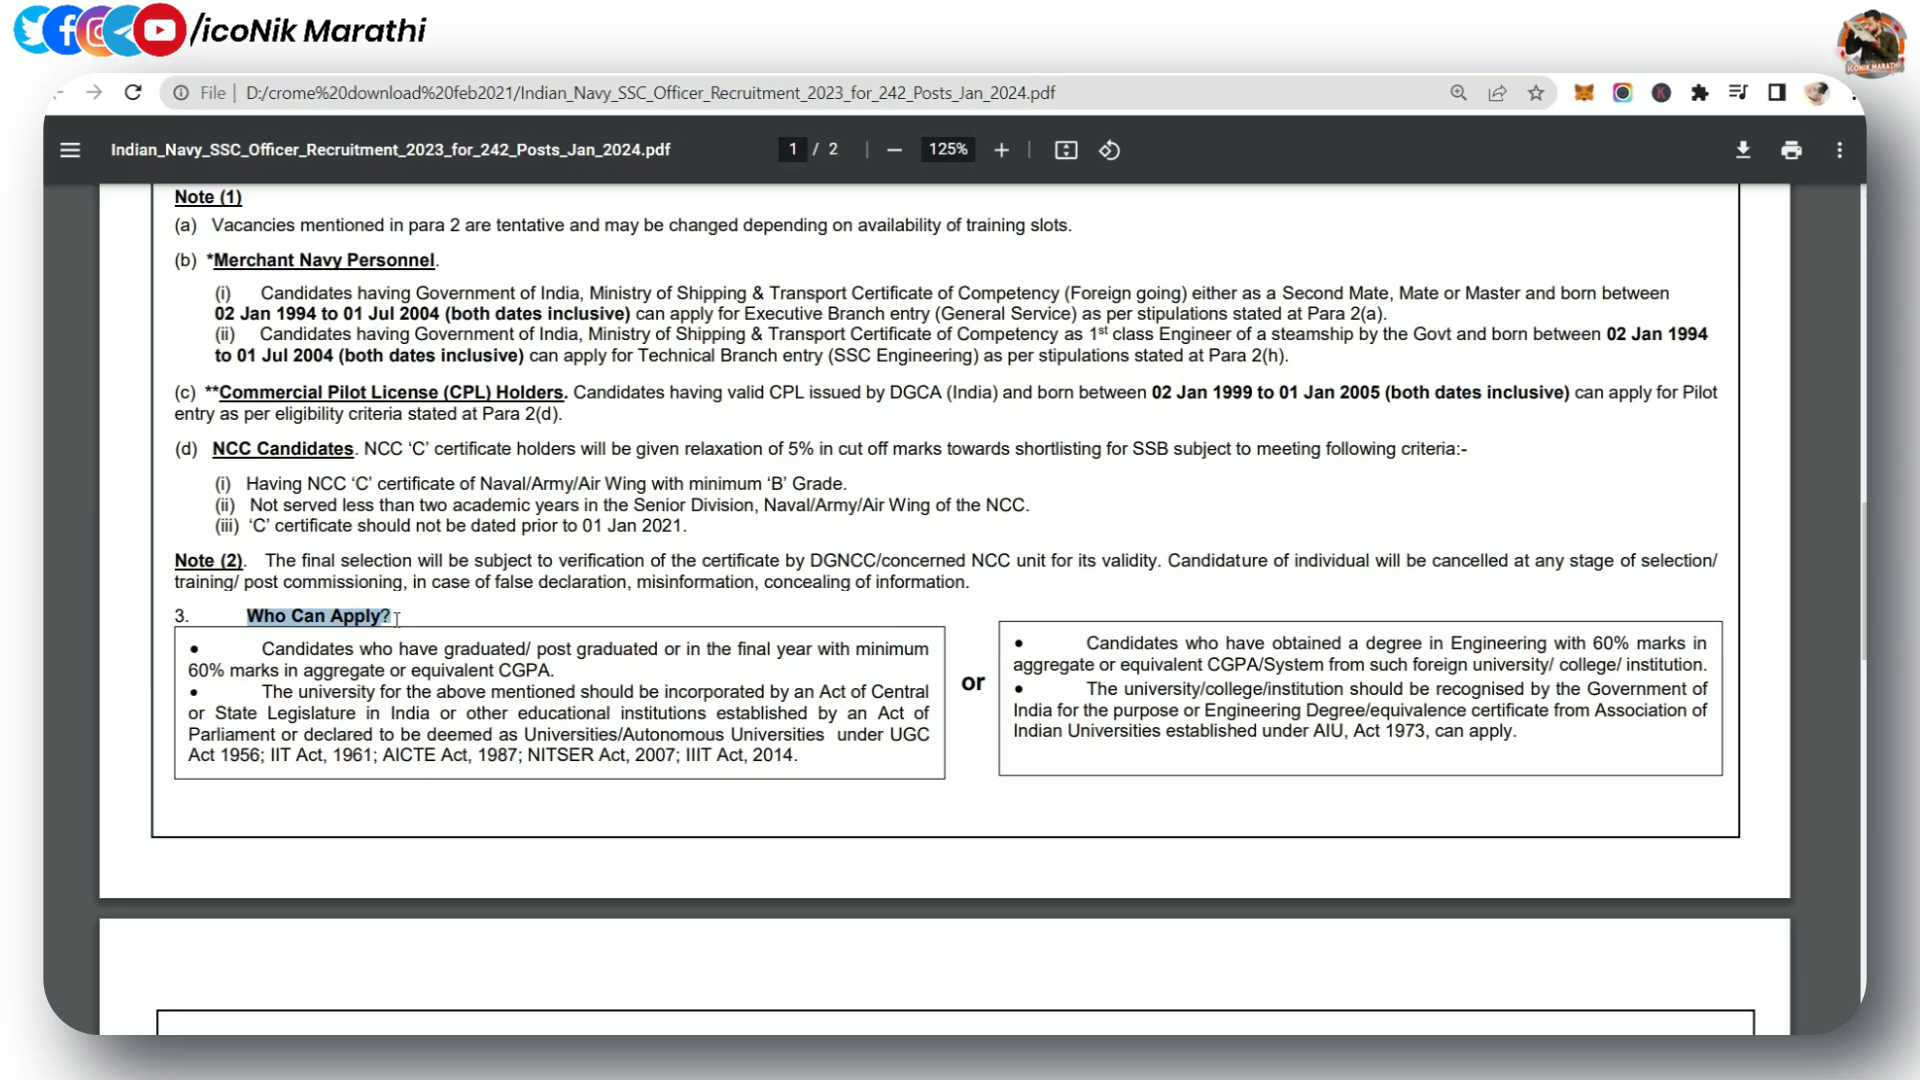 /icoNik Marathi
File | D:/crome%20download%20feb2021/Indian_Navy_SSC_Officer_Recruitment_2023_for_242_Posts_Jan_2024.pdf
Indian_Navy_SSC_Officer_Recruitment_2023_for_242_Posts_Jan_2024.pdf
1 / 2 | − 125% + |
Note (1)
(a) Vacancies mentioned in para 2 are tentative and may be changed depending on availability of training slots.
(b) *Merchant Navy Personnel.
(i) Candidates having Government of India, Ministry of Shipping & Transport Certificate of Competency (Foreign going) either as a Second Mate, Mate or Master and born between
02 Jan 1994 to 01 Jul 2004 (both dates inclusive) can apply for Executive Branch entry (General Service) as per stipulations stated at Para 2(a).
(ii) Candidates having Government of India, Ministry of Shipping & Transport Certificate of Competency as 1st class Engineer of a steamship by the Govt and born between 02 Jan 1994
to 01 Jul 2004 (both dates inclusive) can apply for Technical Branch entry (SSC Engineering) as per stipulations stated at Para 2(h).
(c) **Commercial Pilot License (CPL) Holders. Candidates having valid CPL issued by DGCA (India) and born between 02 Jan 1999 to 01 Jan 2005 (both dates inclusive) can apply for Pilot
entry as per eligibility criteria stated at Para 2(d).
(d) NCC Candidates. NCC ‘C’ certificate holders will be given relaxation of 5% in cut off marks towards shortlisting for SSB subject to meeting following criteria:-
(i) Having NCC ‘C’ certificate of Naval/Army/Air Wing with minimum ‘B’ Grade.
(ii) Not served less than two academic years in the Senior Division, Naval/Army/Air Wing of the NCC.
(iii) ‘C’ certificate should not be dated prior to 01 Jan 2021.
Note (2). The final selection will be subject to verification of the certificate by DGNCC/concerned NCC unit for its validity. Candidature of individual will be cancelled at any stage of selection/
training/ post commissioning, in case of false declaration, misinformation, concealing of information.
3. Who Can Apply?
• Candidates who have graduated/ post graduated or in the final year with minimum
60% marks in aggregate or equivalent CGPA.
• The university for the above mentioned should be incorporated by an Act of Central
or State Legislature in India or other educational institutions established by an Act of
Parliament or declared to be deemed as Universities/Autonomous Universities under UGC
Act 1956; IIT Act, 1961; AICTE Act, 1987; NITSER Act, 2007; IIIT Act, 2014.
or
• Candidates who have obtained a degree in Engineering with 60% marks in
aggregate or equivalent CGPA/System from such foreign university/ college/ institution.
• The university/college/institution should be recognised by the Government of
India for the purpose or Engineering Degree/equivalence certificate from Association of
Indian Universities established under AIU, Act 1973, can apply.